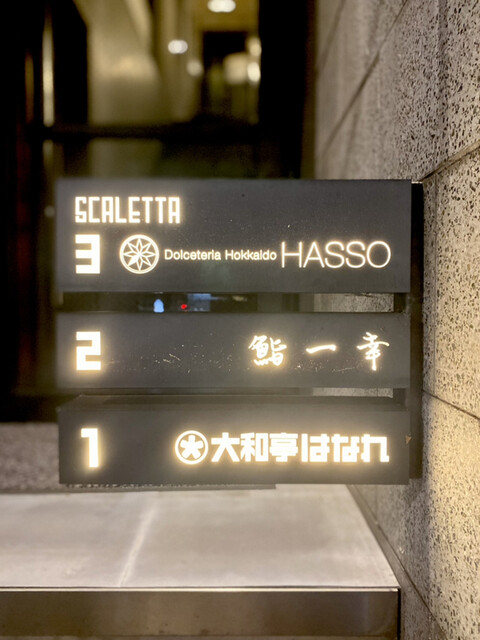 SCALETTA
3 Dolceteria Hokkaido HASSO
2 鮨 一 幸
1 大和亭はなれ